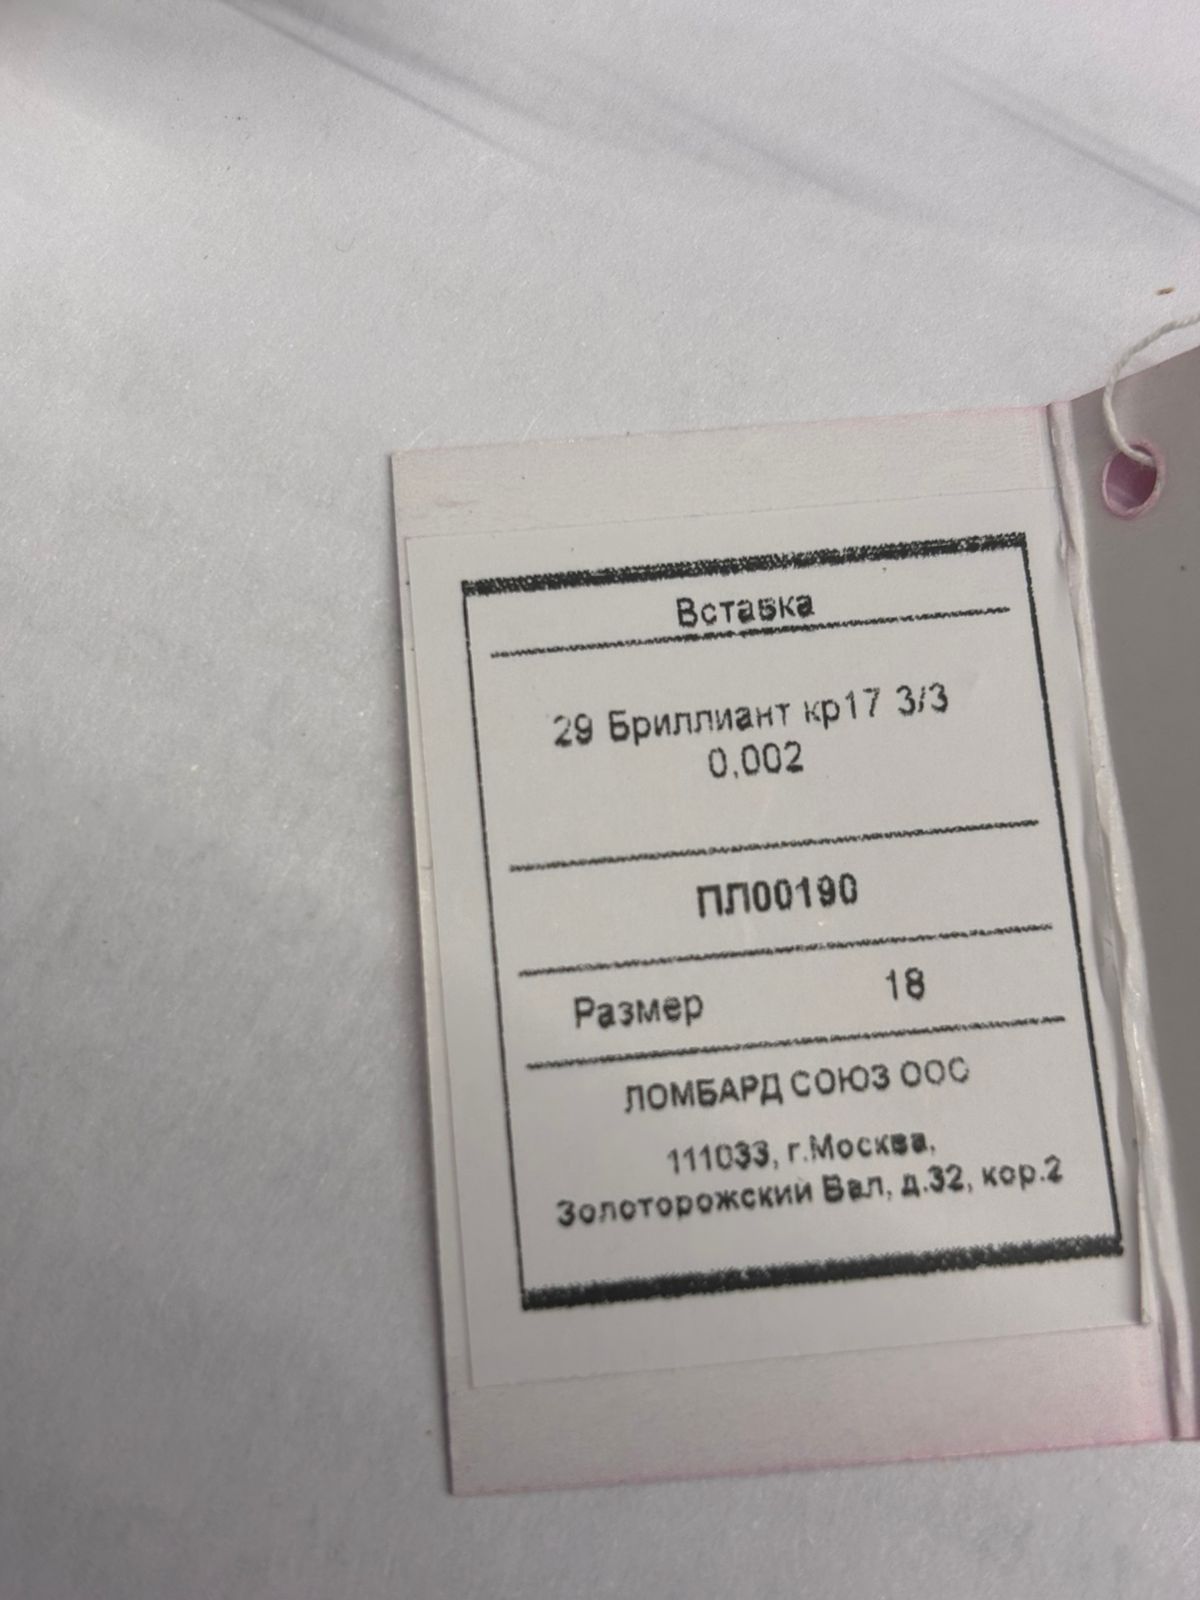 Вставка
29 Бриллиант кр17 3/3
0,002
ПЛ00190
Размер 18
ЛОМБАРД СОЮЗ ООО
111033, г.Москва,
Золоторожский Вал, д.32, кор.2